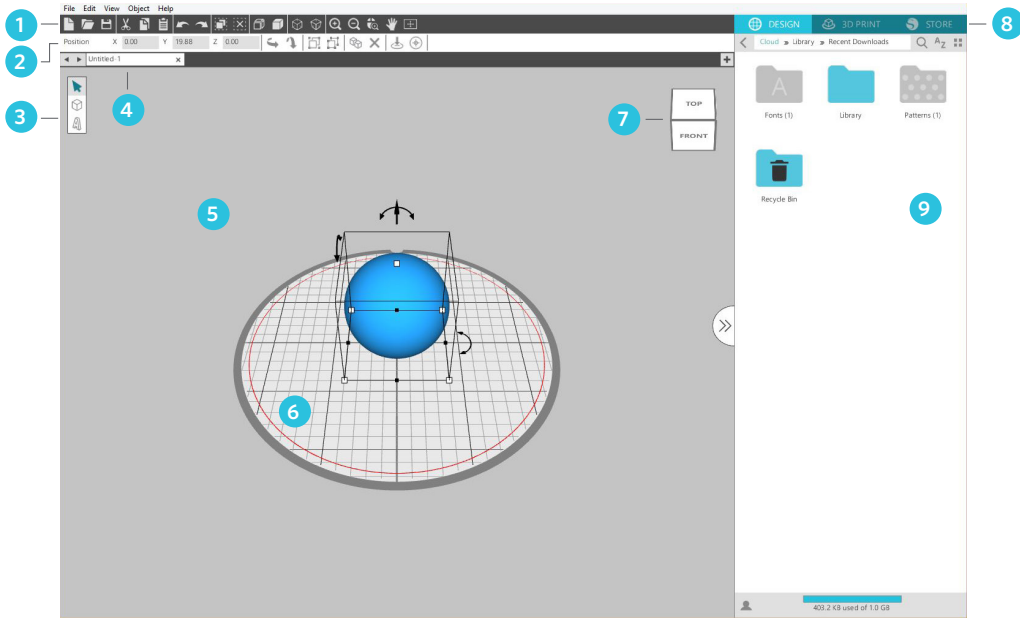 File Edit View Object Help
1
DESIGN 3D PRINT STORE
8
2
Position X 0.00 Y 19.88 Z 0.00
Cloud » Library » Recent Downloads
AZ
Untitled-1 x
3
4
7
TOP
FRONT
A
Fonts (1) Library Patterns (1)
Recycle Bin
5
9
6
403.2 KB used of 1.0 GB